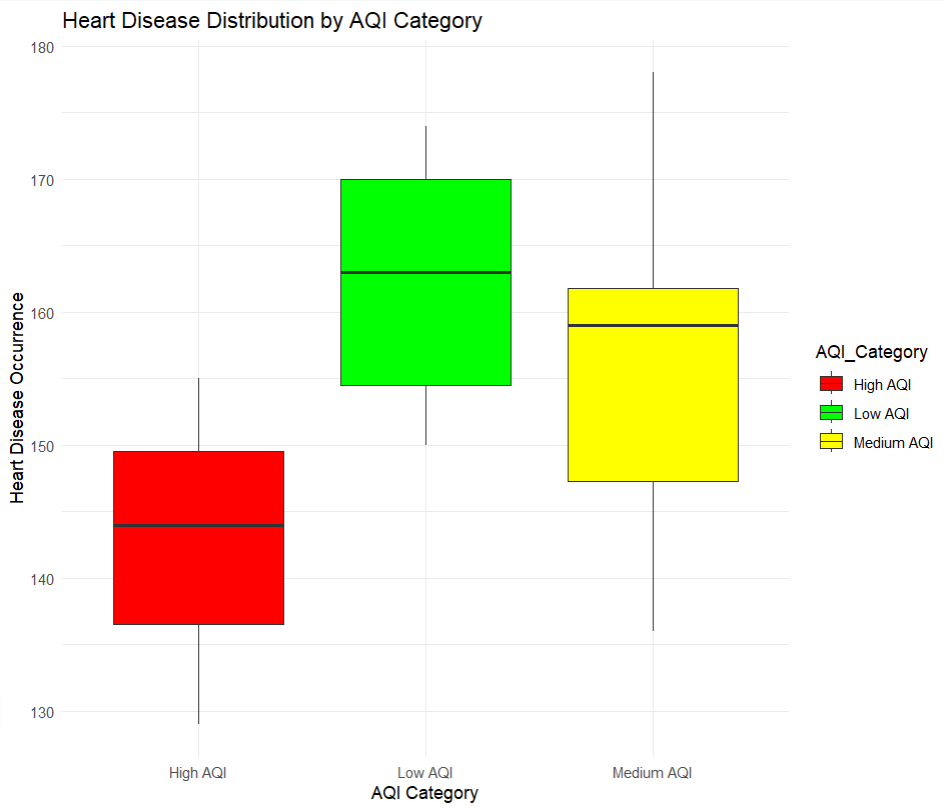 Heart Disease Distribution by AQI Category
180
170
160
150
140
130
Heart Disease Occurrence
High AQI
Low AQI
Medium AQI
AQI Category
AQI_Category
High AQI
Low AQI
Medium AQI